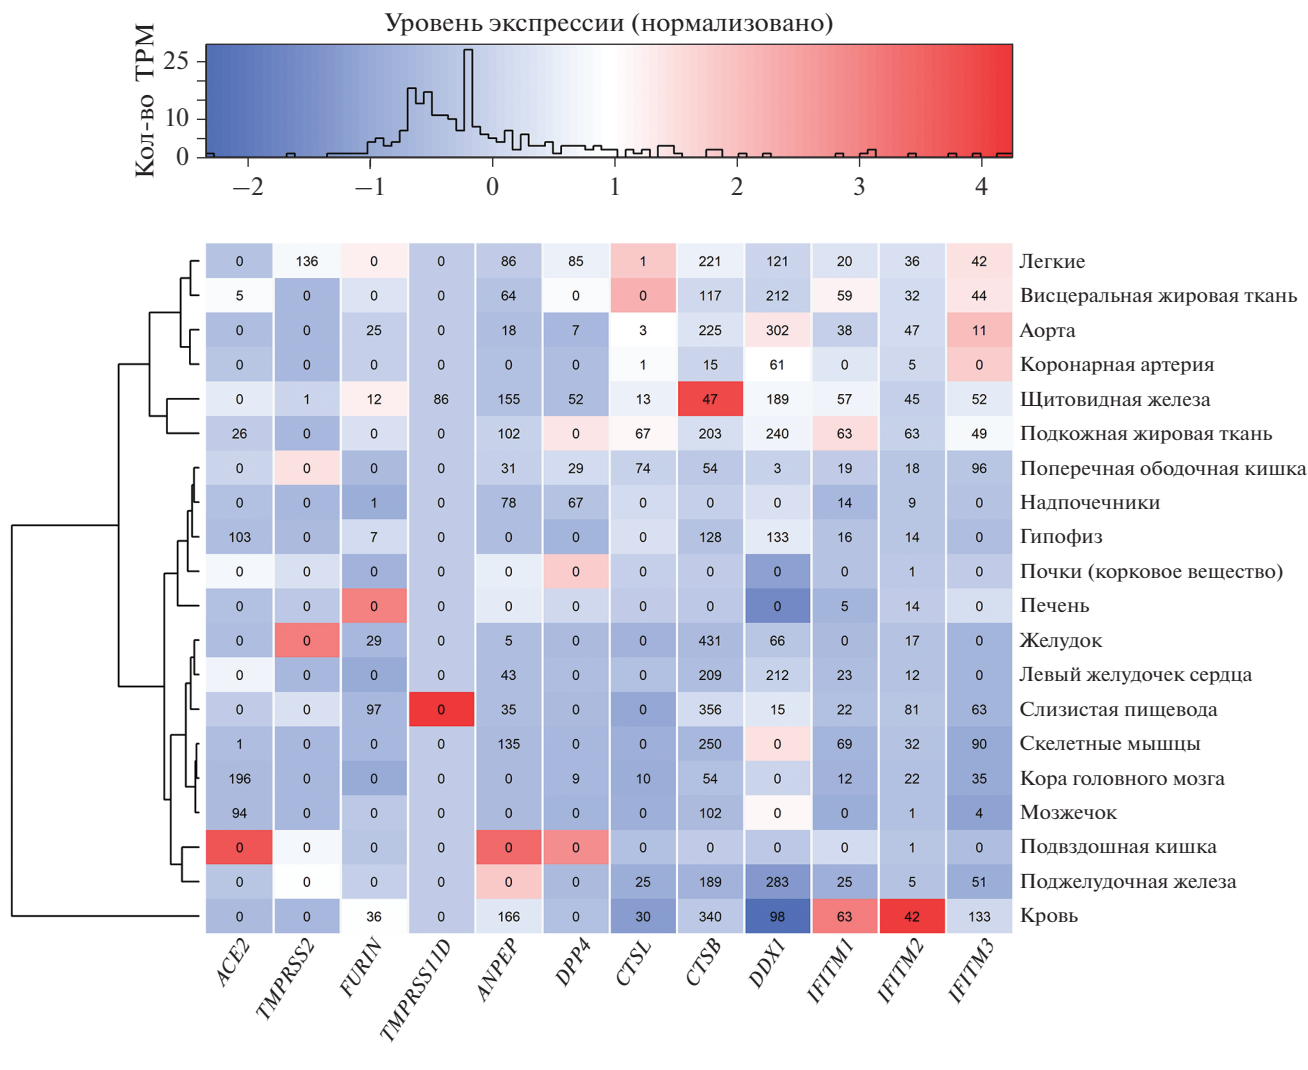 Уровень экспрессии (нормализовано)
Кол-во TPM
25
10
0
−2 −1 0 1 2 3 4
0 136 0 0 86 85 1 221 121 20 36 42 Легкие
5 0 0 0 64 0 0 117 212 59 32 44 Висцеральная жировая ткань
0 0 25 0 18 7 3 225 302 38 47 11 Аорта
0 0 0 0 0 0 1 15 61 0 5 0 Коронарная артерия
0 1 12 86 155 52 13 47 189 57 45 52 Щитовидная железа
26 0 0 0 102 0 67 203 240 63 63 49 Подкожная жировая ткань
0 0 0 0 31 29 74 54 3 19 18 96 Поперечная ободочная кишка
0 0 1 0 78 67 0 0 0 14 9 0 Надпочечники
103 0 7 0 0 0 0 128 133 16 14 0 Гипофиз
0 0 0 0 0 0 0 0 0 0 1 0 Почки (корковое вещество)
0 0 0 0 0 0 0 0 0 5 14 0 Печень
0 0 29 0 5 0 0 431 66 0 17 0 Желудок
0 0 0 0 43 0 0 209 212 23 12 0 Левый желудочек сердца
0 0 97 0 35 0 0 356 15 22 81 63 Слизистая пищевода
1 0 0 0 135 0 0 250 0 69 32 90 Скелетные мышцы
196 0 0 0 0 9 10 54 0 12 22 35 Кора головного мозга
94 0 0 0 0 0 0 102 0 0 1 4 Мозжечок
0 0 0 0 0 0 0 0 0 0 1 0 Подвздошная кишка
0 0 0 0 0 0 25 189 283 25 5 51 Поджелудочная железа
0 0 36 0 166 0 30 340 98 63 42 133 Кровь
ACE2 TMPRSS2 FURIN TMPRSS11D ANPEP DPP4 CTSL CTSB DDX1 IFITM1 IFITM2 IFITM3